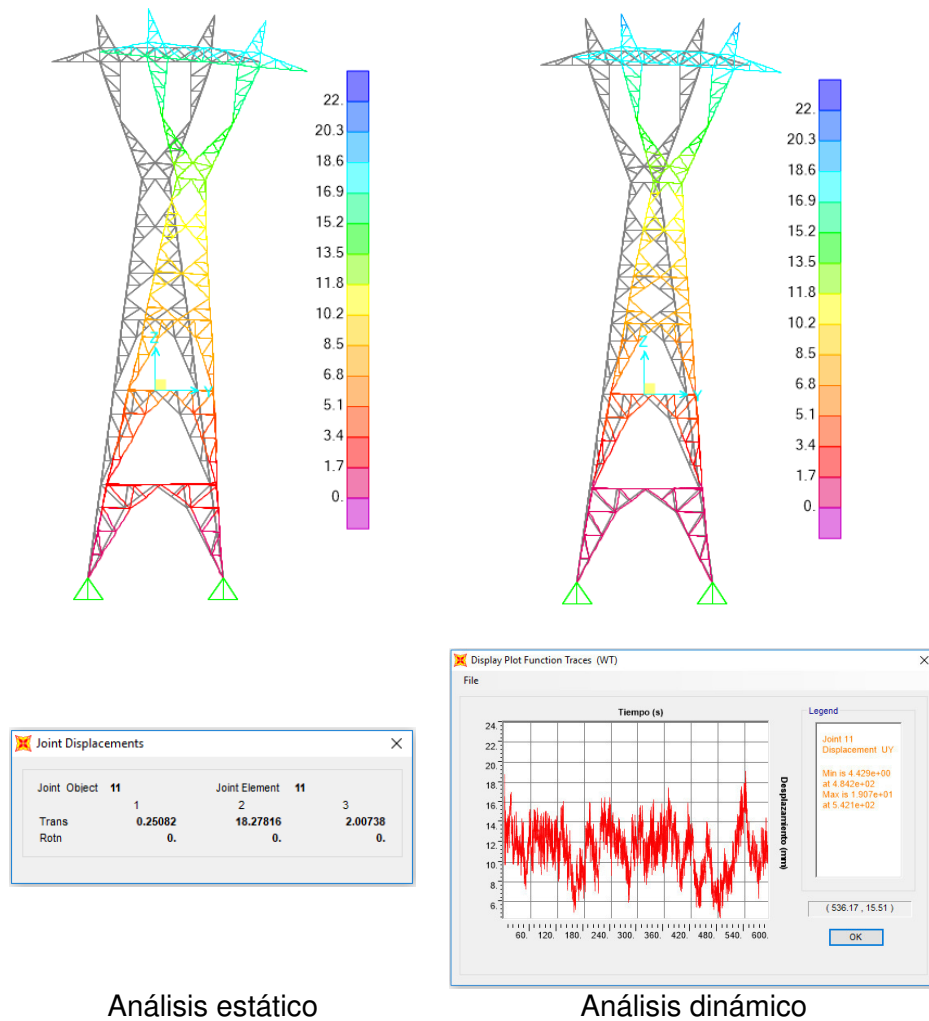 22.
20.3
18.6
16.9
15.2
13.5
11.8
10.2
8.5
6.8
5.1
3.4
1.7
0.
Z
Y
22.
20.3
18.6
16.9
15.2
13.5
11.8
10.2
8.5
6.8
5.1
3.4
1.7
0.
Z
Joint Displacements
Joint Object 11 Joint Element 11
1 2 3
Trans 0.25082 18.27816 2.00738
Rotn 0. 0. 0.
Display Plot Function Traces (WT)
File
Tiempo (s)
24.
22.
20.
18.
16.
14.
12.
10.
8.
6.
60. 120. 180. 240. 300. 360. 420. 480. 540. 600.
Desplazamiento (mm)
Legend
Joint 11
Displacement UY
Min is 4.429e+00
at 4.842e+02
Max is 1.907e+01
at 5.421e+02
( 536.17 , 15.51 )
OK
Análisis estático
Análisis dinámico